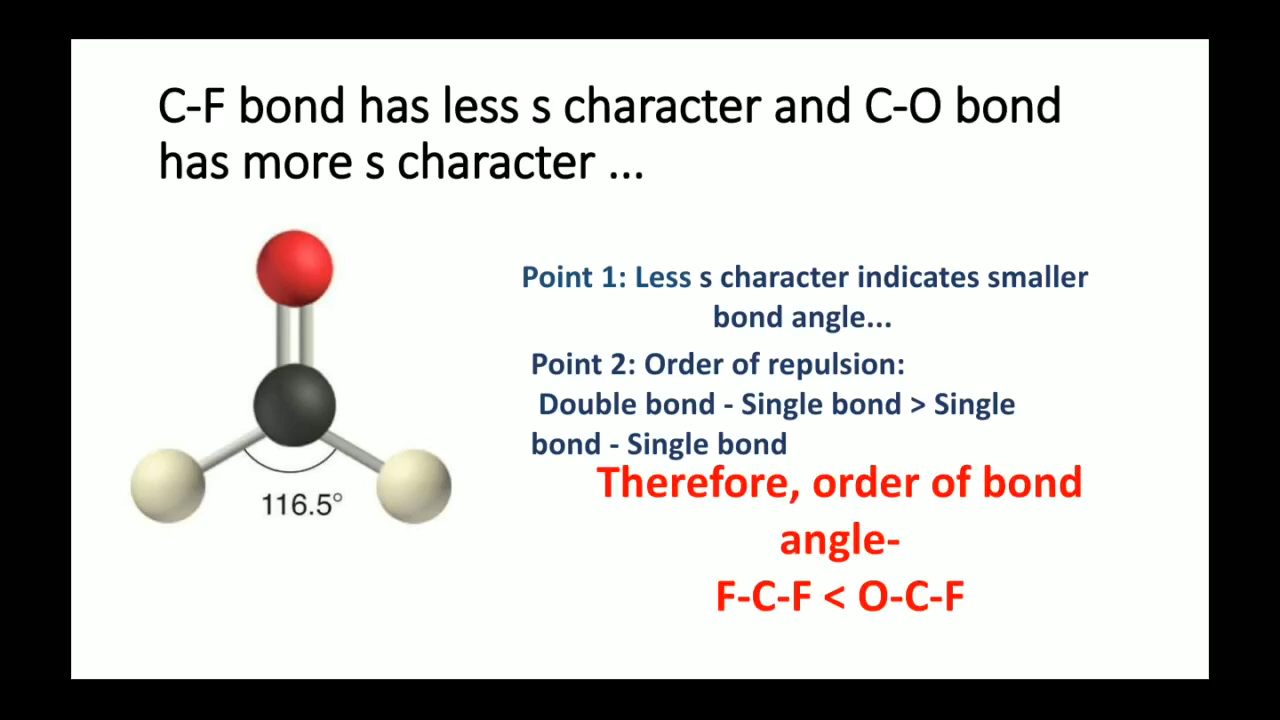 C-F bond has less s character and C-O bond
has more s character ...
Point 1: Less s character indicates smaller
bond angle...
Point 2: Order of repulsion:
Double bond - Single bond > Single
bond - Single bond
Therefore, order of bond
angle-
F-C-F < O-C-F
116.5°